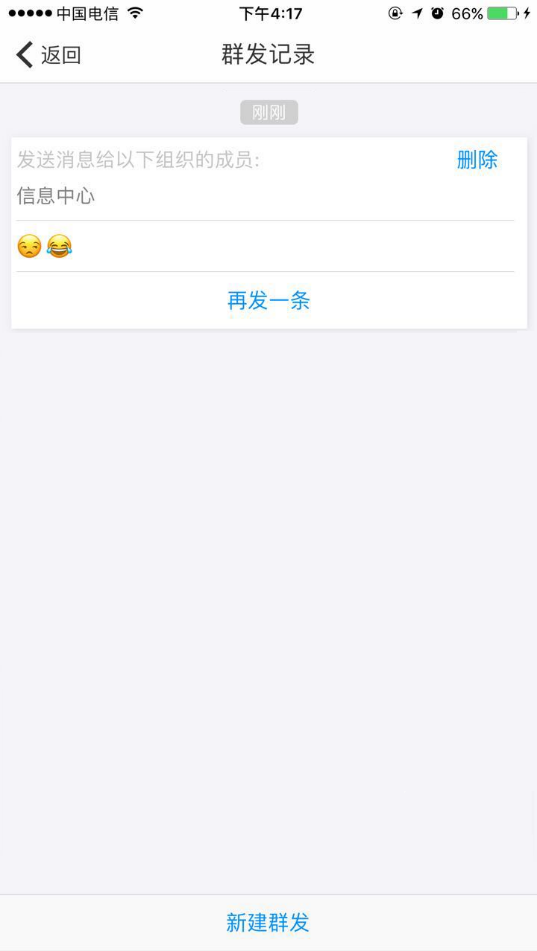 中国电信 下午4:17 66%
返回 群发记录
刚刚
发送消息给以下组织的成员: 删除
信息中心
😒😂
再发一条
新建群发